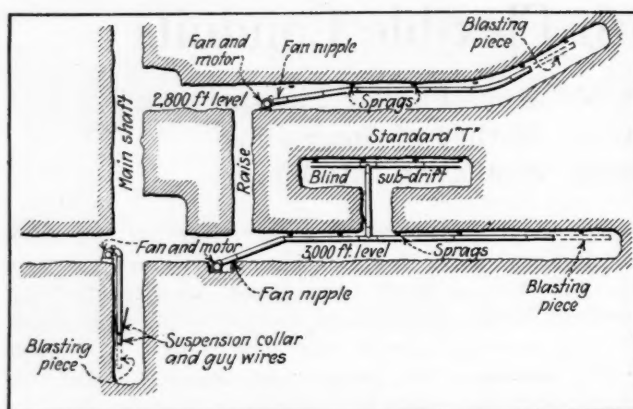 Blasting
piece
Fan and
motor
Fan nipple
2,800 ft level
Sprags
Main shaft
Standard "T"
Raise
Blind sub-drift
Fan and motor
3,000 ft. level
Sprags
Fan nipple
Blasting
piece
Suspension collar
and guy wires
Blasting
piece